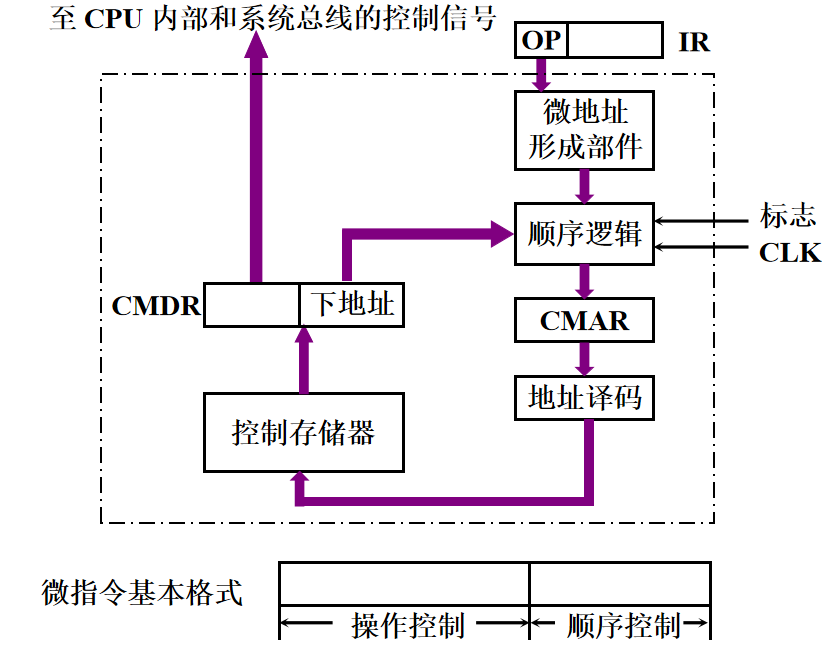 至 CPU 内部和系统总线的控制信号
OP
IR
微地址
形成部件
顺序逻辑
标志
CLK
CMDR
下地址
CMAR
地址译码
控制存储器
微指令基本格式
操作控制
顺序控制